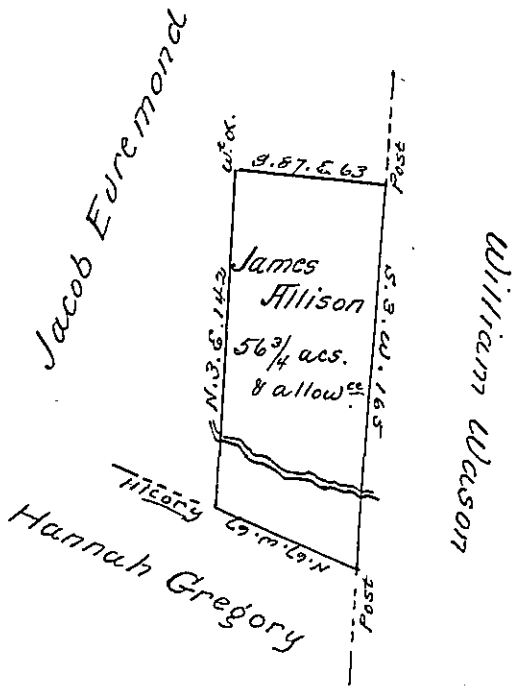 Jacob Euremond
Wt. O.
S. 87. E. 63
Post
James
Allison
56 3/4 acs.
& allowce.
N. 3. E. 142
S. 3. W. 165
William Wason
Hicory
N. 67. W. 67
Hannah Gregory
Post